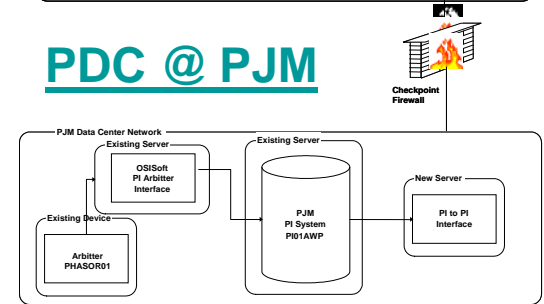 PDC @ PJM
Checkpoint
Firewall
PJM Data Center Network
Existing Server
OSISoft
PI Arbitter
Interface
Existing Server
PJM
PI System
PI01AWP
New Server
PI to PI
Interface
Existing Device
Arbitter
PHASOR01